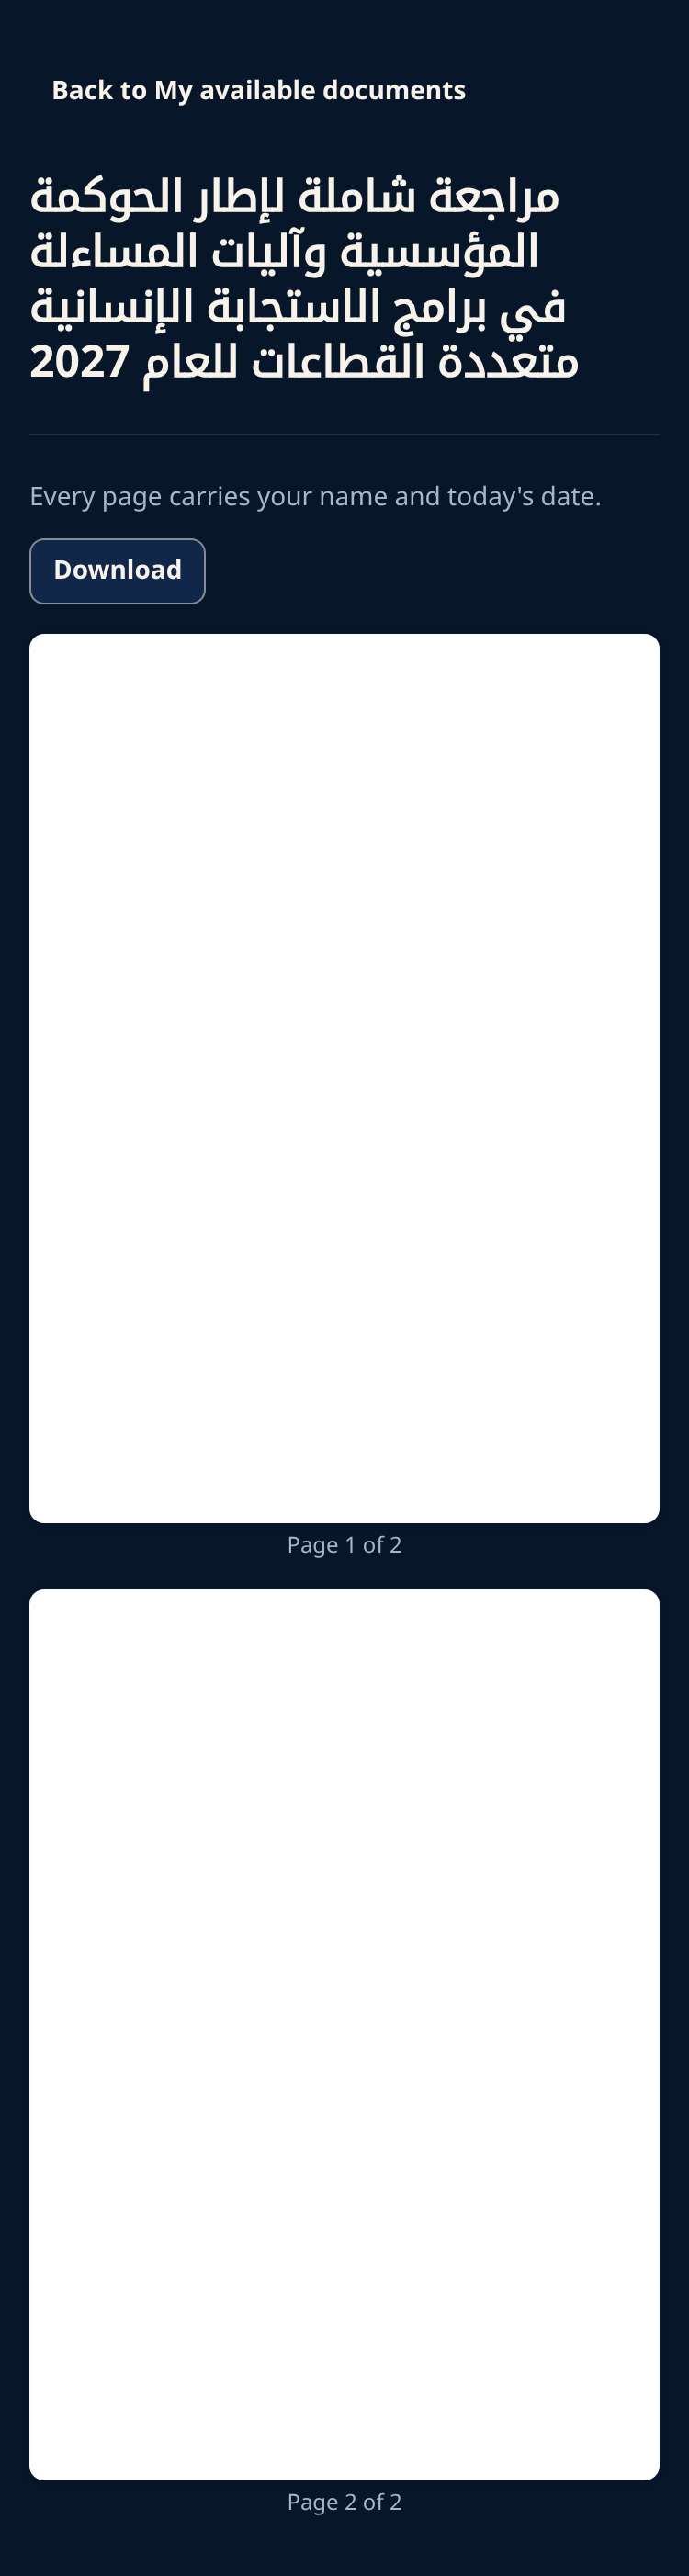 Back to My available documents
مراجعة شاملة لإطار الحوكمة
المؤسسية وآليات المساءلة
في برامج الاستجابة الإنسانية
متعددة القطاعات للعام 2027
Every page carries your name and today's date.
Download
Page 1 of 2
Page 2 of 2